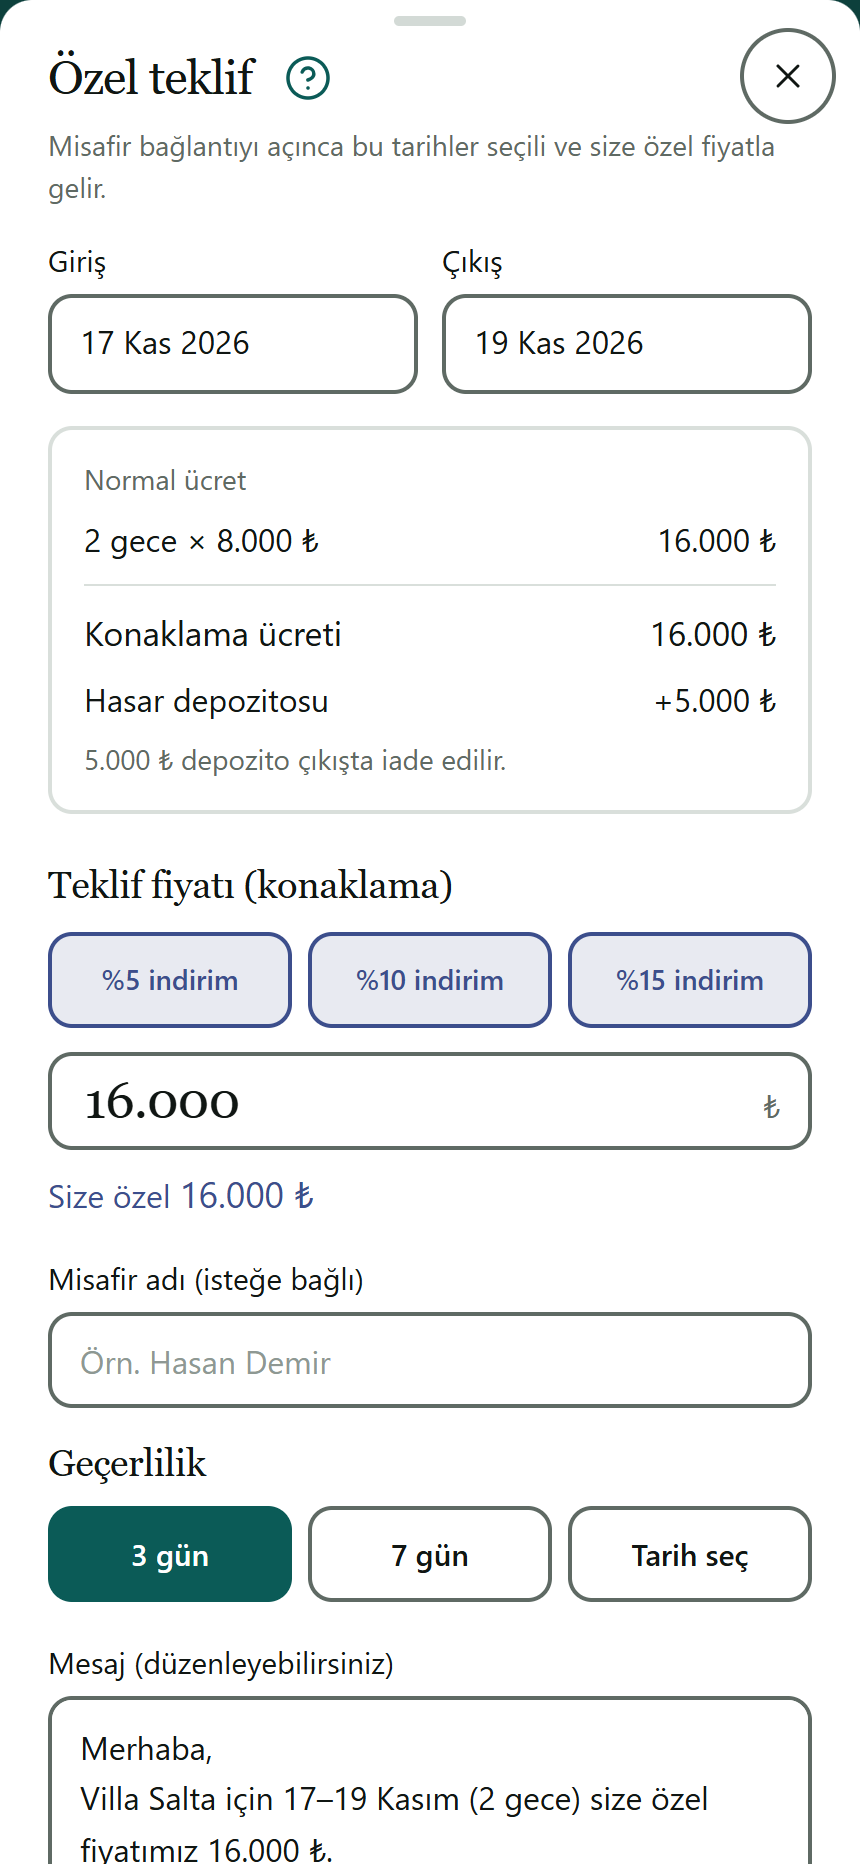 Özel teklif
Misafir bağlantıyı açınca bu tarihler seçili ve size özel fiyatla
gelir.
Giriş
Çıkış
17 Kas 2026
19 Kas 2026
Normal ücret
2 gece × 8.000 ₺
16.000 ₺
Konaklama ücreti
16.000 ₺
Hasar depozitosu
+5.000 ₺
5.000 ₺ depozito çıkışta iade edilir.
Teklif fiyatı (konaklama)
%5 indirim
%10 indirim
%15 indirim
16.000
₺
Size özel 16.000 ₺
Misafir adı (isteğe bağlı)
Örn. Hasan Demir
Geçerlilik
3 gün
7 gün
Tarih seç
Mesaj (düzenleyebilirsiniz)
Merhaba,
Villa Salta için 17–19 Kasım (2 gece) size özel
fiyatımız 16.000 ₺.